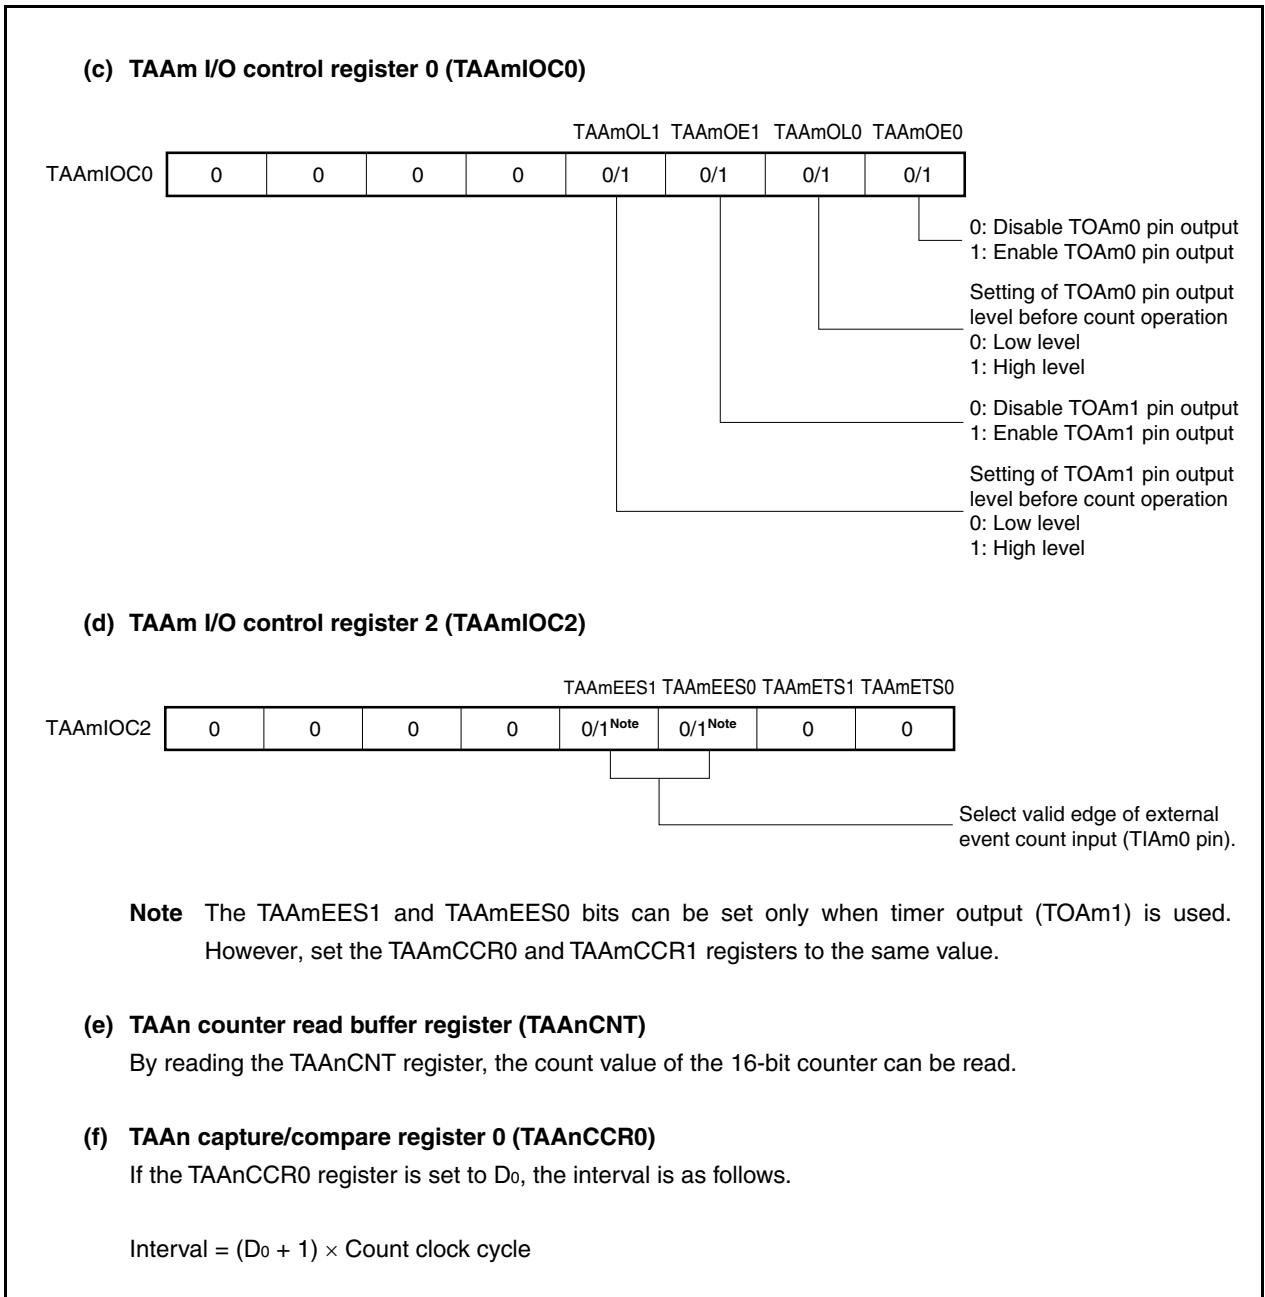 (c) TAAm I/O control register 0 (TAAmIOC0)
TAAmOL1 TAAmOE1 TAAmOL0 TAAmOE0
TAAmIOC0 0 0 0 0 0/1 0/1 0/1 0/1
0: Disable TOAm0 pin output
1: Enable TOAm0 pin output
Setting of TOAm0 pin output
level before count operation
0: Low level
1: High level
0: Disable TOAm1 pin output
1: Enable TOAm1 pin output
Setting of TOAm1 pin output
level before count operation
0: Low level
1: High level
(d) TAAm I/O control register 2 (TAAmIOC2)
TAAmEES1 TAAmEES0 TAAmETS1 TAAmETS0
TAAmIOC2 0 0 0 0 0/1Note 0/1Note 0 0
Select valid edge of external
event count input (TIAm0 pin).
Note The TAAmEES1 and TAAmEES0 bits can be set only when timer output (TOAm1) is used.
However, set the TAAmCCR0 and TAAmCCR1 registers to the same value.
(e) TAAn counter read buffer register (TAAnCNT)
By reading the TAAnCNT register, the count value of the 16-bit counter can be read.
(f) TAAn capture/compare register 0 (TAAnCCR0)
If the TAAnCCR0 register is set to D0, the interval is as follows.
Interval = (D0 + 1) × Count clock cycle